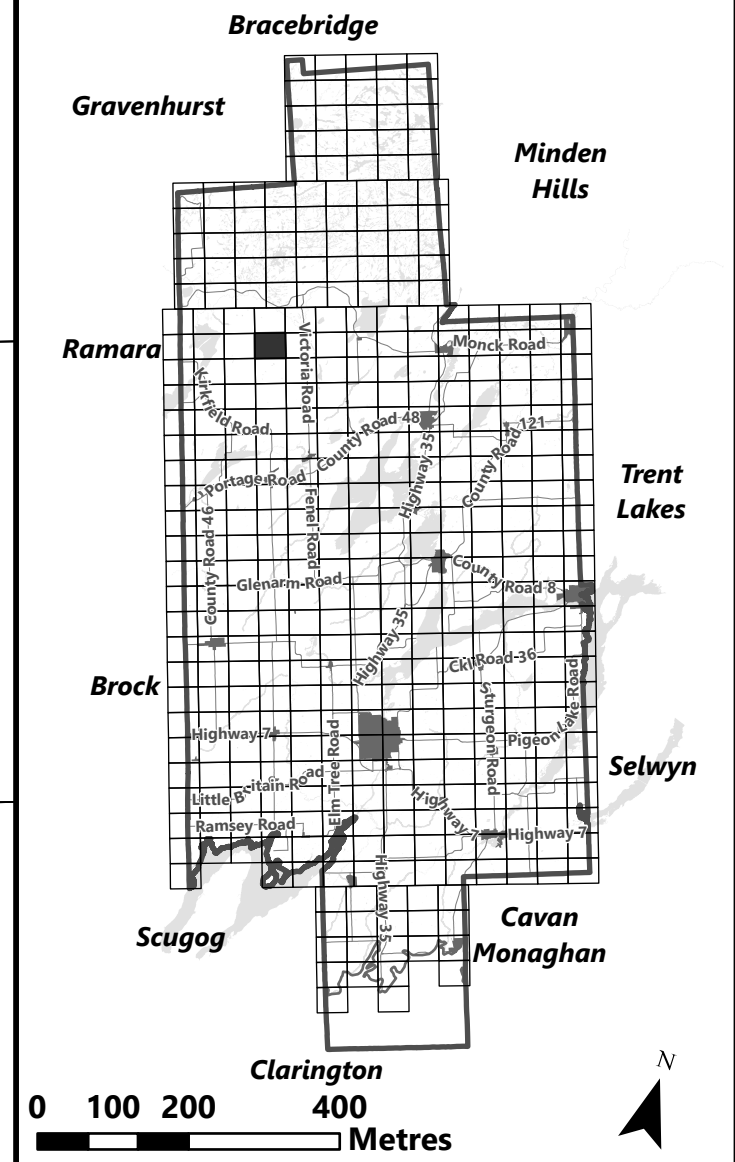 Bracebridge
Gravenhurst
Minden
Hills
Ramara
Monck Road
Victoria Road
Kirkfield Road
County Road 48
County Road 121
Highway 35
Portage Road
Trent
Lakes
Fenel Road
County Road 46
Glenarm Road
County Road 8
Highway 35
Ckl Road 36
Brock
Sturgeon Road
Pigeon Lake Road
Highway 7
Elm Tree Road
Selwyn
Little Britain Road
Highway 7
Ramsey Road
Highway 7
Highway 35
Scugog
Cavan
Monaghan
Clarington
N
0 100 200 400
Metres